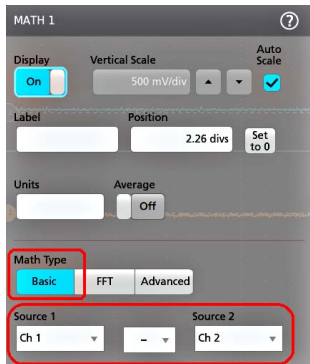 MATH 1 ?
Display Vertical Scale Auto Scale
On 500 mV/div
Label Position
2.26 divs Set to 0
Units Average
Off
Math Type
Basic FFT Advanced
Source 1 Source 2
Ch 1 - Ch 2